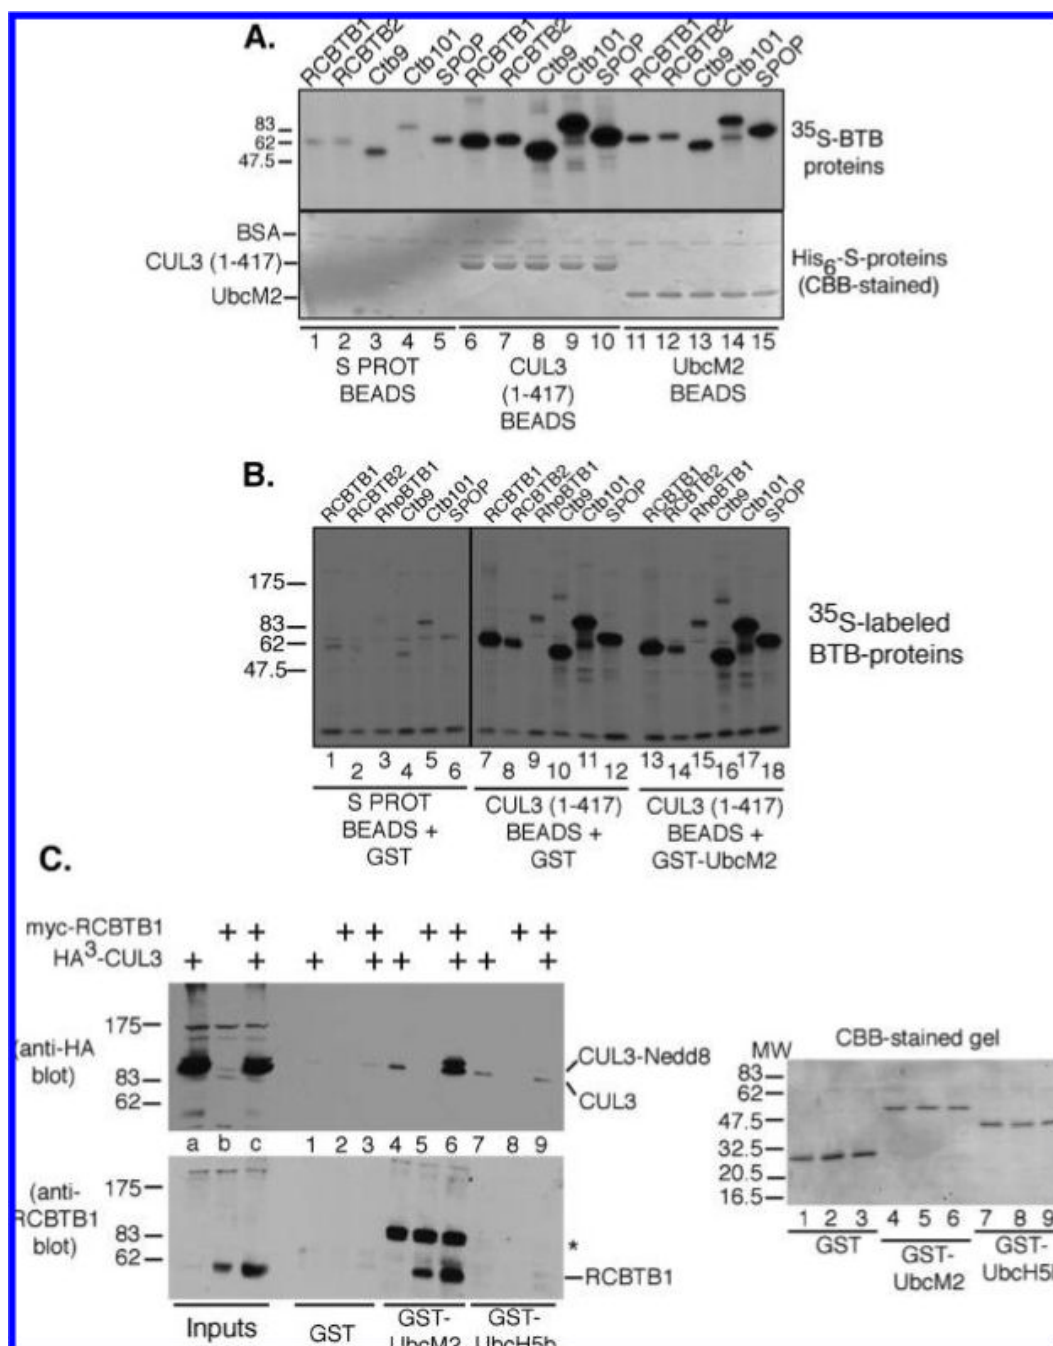 A.
RCBTB1 RCBTB2 Ctb9 Ctb101 SPOP RCBTB1 RCBTB2 Ctb9 Ctb101 SPOP RCBTB1 RCBTB2 Ctb9 Ctb101 SPOP
83
62
47.5
35S-BTB
proteins
BSA
CUL3 (1-417)
UbcM2
His6-S-proteins
(CBB-stained)
1 2 3 4 5 6 7 8 9 10 11 12 13 14 15
S PROT
BEADS
CUL3
(1-417)
BEADS
UbcM2
BEADS
B.
RCBTB1 RCBTB2 RhoBTB1 Ctb9 Ctb101 SPOP RCBTB1 RCBTB2 RhoBTB1 Ctb9 Ctb101 SPOP RCBTB1 RCBTB2 RhoBTB1 Ctb9 Ctb101 SPOP
175
83
62
47.5
35S-labeled
BTB-proteins
1 2 3 4 5 6 7 8 9 10 11 12 13 14 15 16 17 18
S PROT
BEADS +
GST
CUL3 (1-417)
BEADS +
GST
CUL3 (1-417)
BEADS +
GST-UbcM2
C.
myc-RCBTB1 + + + + + + + +
HA3-CUL3 + + + + + + + +
(anti-HA
blot)
175
83
62
CUL3-Nedd8
CUL3
a b c 1 2 3 4 5 6 7 8 9
(anti-
RCBTB1
blot)
175
83
62
*
RCBTB1
Inputs
GST
GST-
UbcM2
GST-
UbcH5b
CBB-stained gel
MW
83
62
47.5
32.5
20.5
16.5
1 2 3 4 5 6 7 8 9
GST
GST-
UbcM2
GST-
UbcH5